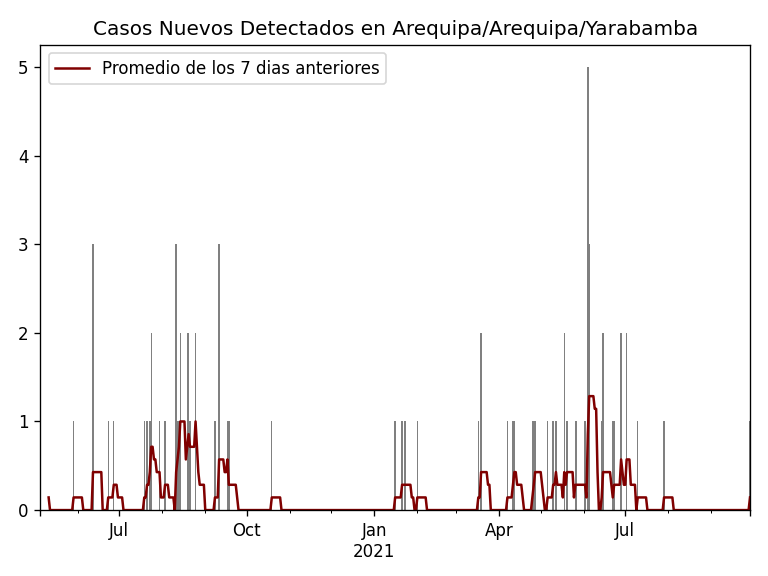 Casos Nuevos Detectados en Arequipa/Arequipa/Yarabamba
Promedio de los 7 dias anteriores
5
4
3
2
1
0
Jul
Oct
Jan
Apr
Jul
2021